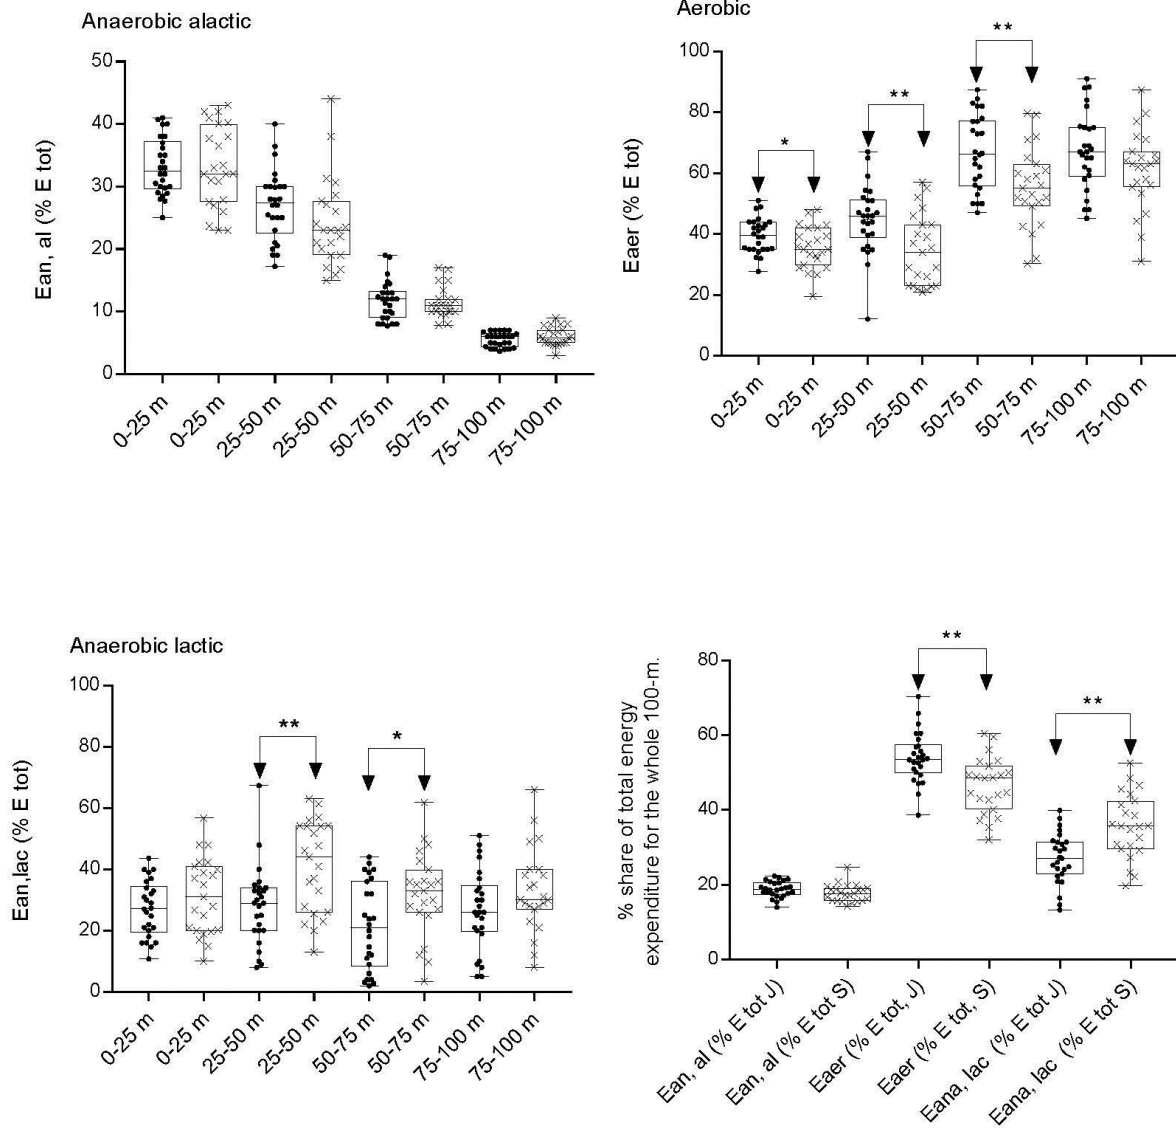 Anaerobic alactic
Ean, al (% E tot)
50
40
30
20
10
0
0-25 m
0-25 m
25-50 m
25-50 m
50-75 m
50-75 m
75-100 m
75-100 m
Aerobic
Eaer (% E tot)
100
80
60
40
20
0
*
**
**
0-25 m
0-25 m
25-50 m
25-50 m
50-75 m
50-75 m
75-100 m
75-100 m
Anaerobic lactic
Ean,lac (% E tot)
100
80
60
40
20
0
**
*
0-25 m
0-25 m
25-50 m
25-50 m
50-75 m
50-75 m
75-100 m
75-100 m
% share of total energy
expenditure for the whole 100-m.
80
60
40
20
0
**
**
Ean, al (% E tot J)
Ean, al (% E tot S)
Eaer (% E tot, J)
Eaer (% E tot, S)
Eana, lac (% E tot J)
Eana, lac (% E tot S)